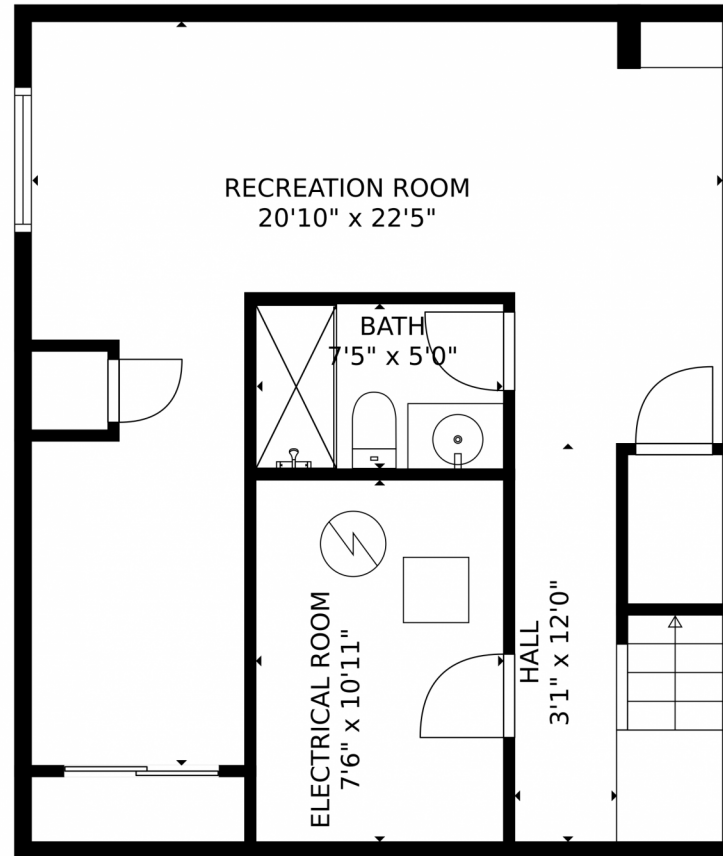 RECREATION ROOM
20'10" x 22'5"
BATH
7'5" x 5'0"
ELECTRICAL ROOM
7'6" x 10'11"
HALL
3'1" x 12'0"